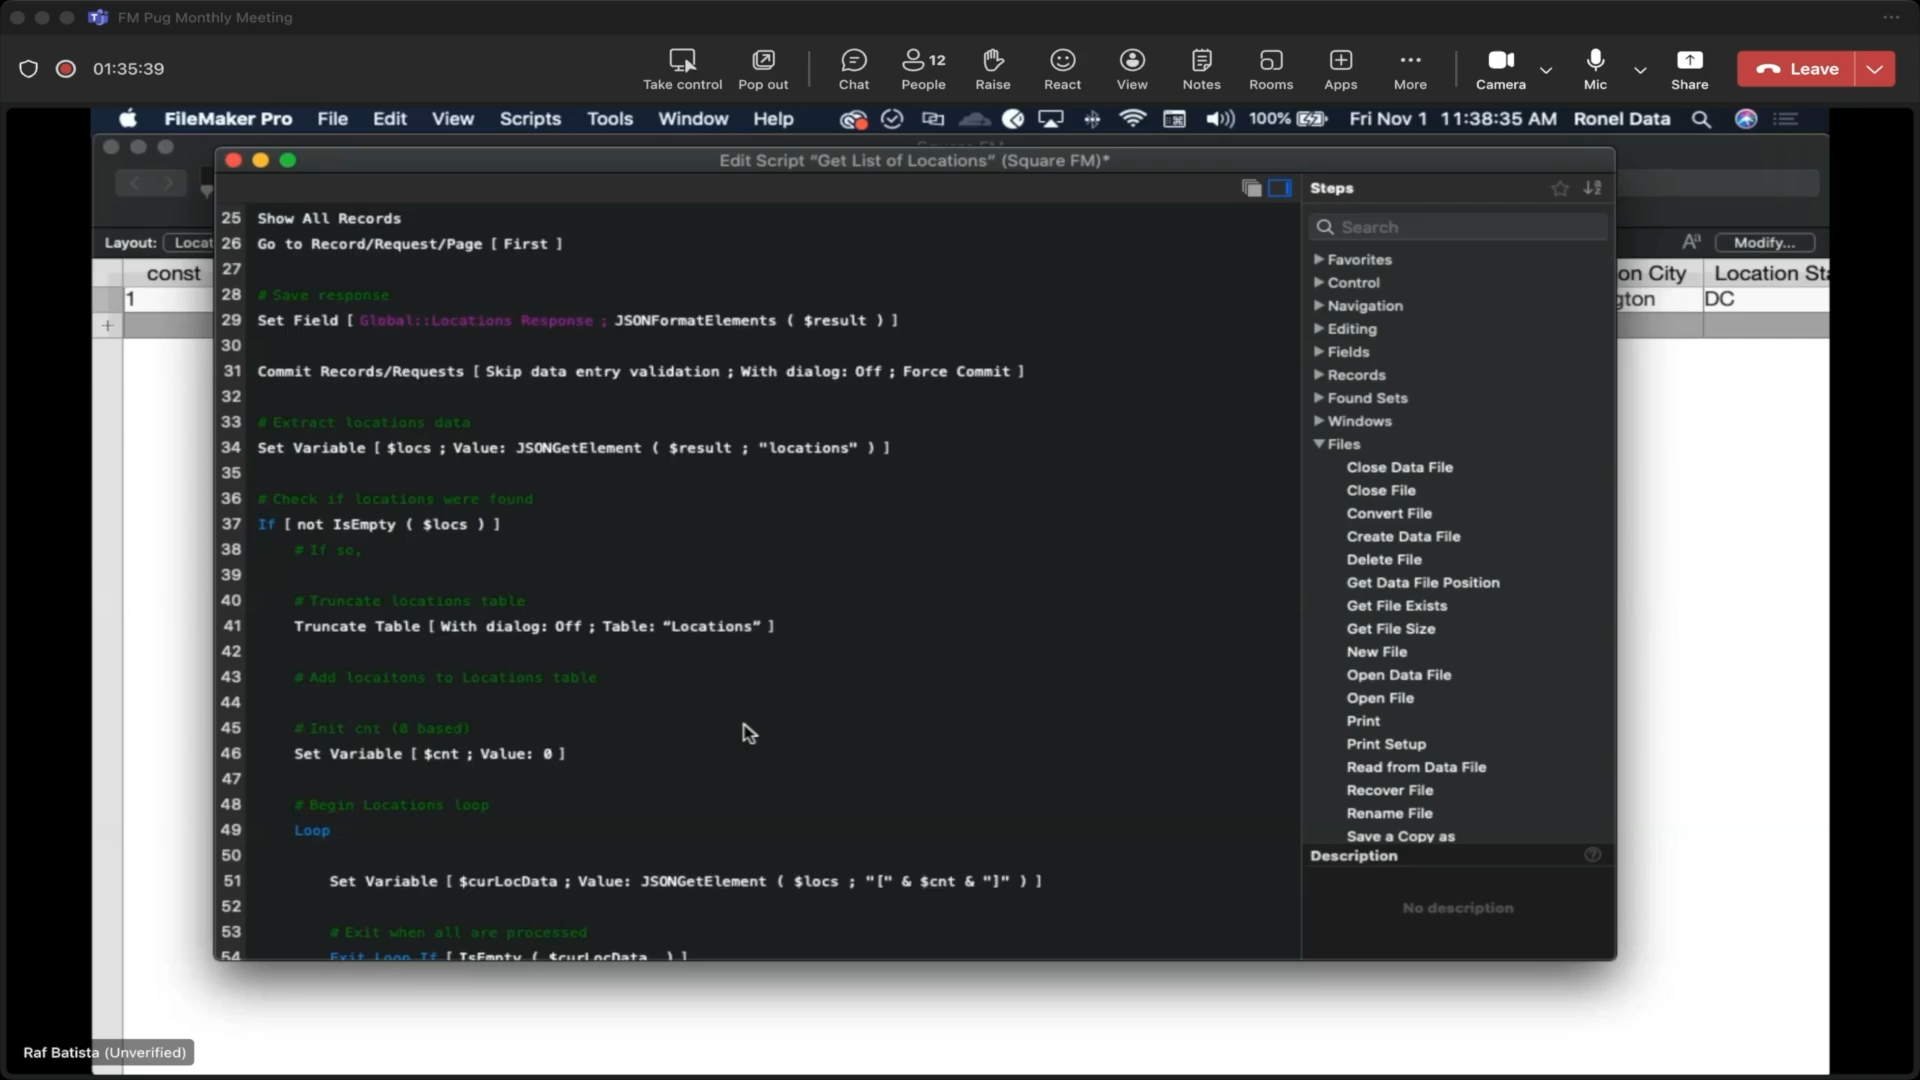 FM Pug Monthly Meeting
01:35:39
Take control
Pop out
Chat
12
People
Raise
React
View
Notes
Rooms
Apps
More
Camera
Mic
Share
Leave
FileMaker Pro File Edit View Scripts Tools Window Help 100% Fri Nov 1 11:38:35 AM Ronel Data
Edit Script “Get List of Locations” (Square FM)*
Layout: Locat
Modify...
const
on City
Location Sta
1
gton
DC
25 Show All Records
26 Go to Record/Request/Page [ First ]
27
28 # Save response
29 Set Field [ Global::Locations Response ; JSONFormatElements ( $result ) ]
30
31 Commit Records/Requests [ Skip data entry validation ; With dialog: Off ; Force Commit ]
32
33 # Extract locations data
34 Set Variable [ $locs ; Value: JSONGetElement ( $result ; "locations" ) ]
35
36 # Check if locations were found
37 If [ not IsEmpty ( $locs ) ]
38 # If so,
39
40 # Truncate locations table
41 Truncate Table [ With dialog: Off ; Table: “Locations” ]
42
43 # Add locaitons to Locations table
44
45 # Init cnt (0 based)
46 Set Variable [ $cnt ; Value: 0 ]
47
48 # Begin Locations loop
49 Loop
50
51 Set Variable [ $curLocData ; Value: JSONGetElement ( $locs ; "[" & $cnt & "]" ) ]
52
53 # Exit when all are processed
54 Exit Loop If [ IsEmpty ( $curLocData ) ]
Steps
Search
Favorites
Control
Navigation
Editing
Fields
Records
Found Sets
Windows
Files
Close Data File
Close File
Convert File
Create Data File
Delete File
Get Data File Position
Get File Exists
Get File Size
New File
Open Data File
Open File
Print
Print Setup
Read from Data File
Recover File
Rename File
Save a Copy as
Description
No description
Raf Batista (Unverified)